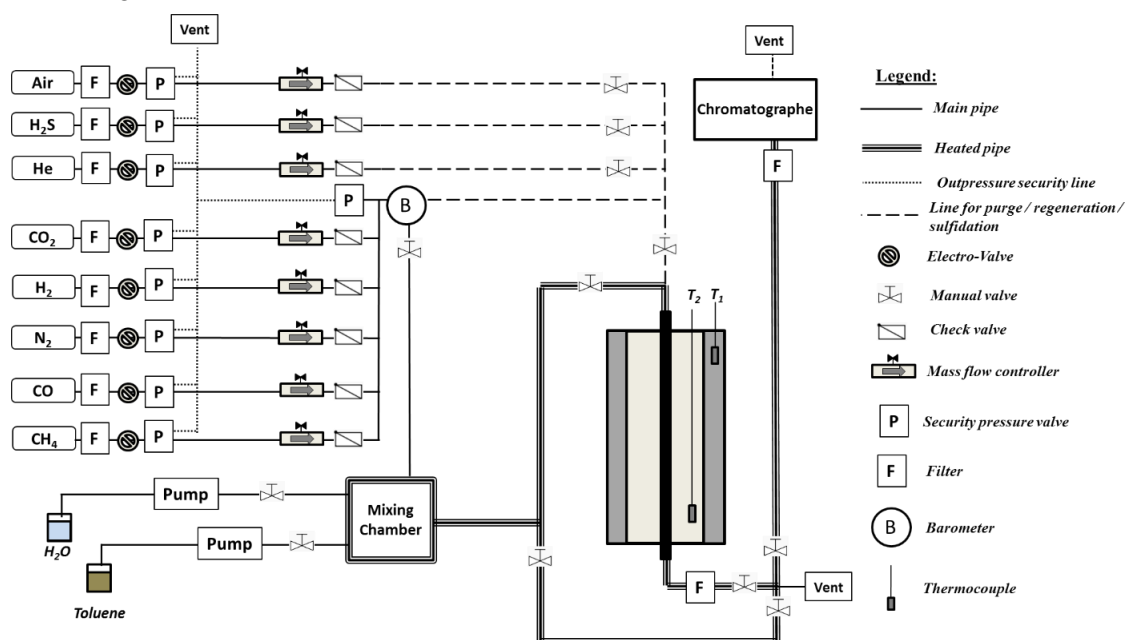 Vent
Air F P
H₂S F P
He F P
P B
CO₂ F P
H₂ F P
N₂ F P
CO F P
CH₄ F P
Pump
H₂O
Pump
Toluene
Mixing
Chamber
Vent
Chromatographe
F
T₂ T₁
F
Vent
Legend:
Main pipe
Heated pipe
Outpressure security line
Line for purge / regeneration /
sulfidation
Electro-Valve
Manual valve
Check valve
Mass flow controller
P Security pressure valve
F Filter
B Barometer
Thermocouple